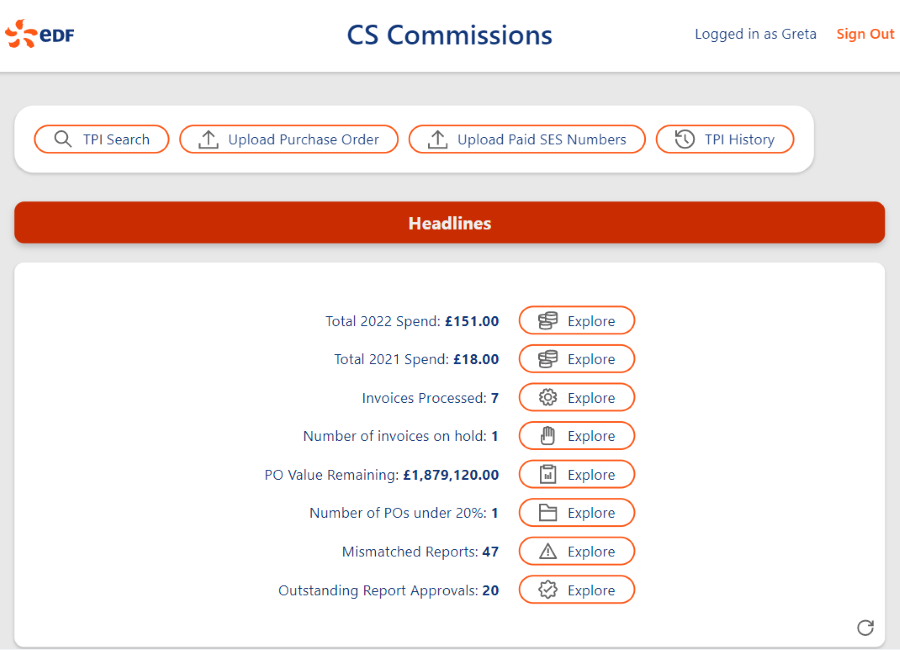 eDF
CS Commissions
Logged in as Greta
Sign Out
TPI Search
Upload Purchase Order
Upload Paid SES Numbers
TPI History
Headlines
Total 2022 Spend: £151.00 Explore
Total 2021 Spend: £18.00 Explore
Invoices Processed: 7 Explore
Number of invoices on hold: 1 Explore
PO Value Remaining: £1,879,120.00 Explore
Number of POs under 20%: 1 Explore
Mismatched Reports: 47 Explore
Outstanding Report Approvals: 20 Explore